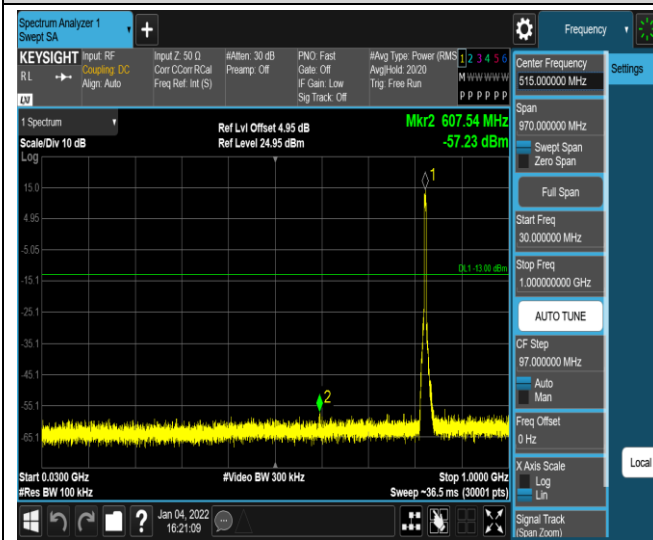 Spectrum Analyzer 1
Swept SA
Frequency
KEYSIGHT
RL
LXI
Input: RF
Coupling: DC
Align: Auto
Input Z: 50 Ω
Corr CCorr RCal
Freq Ref: Int (S)
#Atten: 30 dB
Preamp: Off
PNO: Fast
Gate: Off
IF Gain: Low
Sig Track: Off
#Avg Type: Power (RMS
Avg|Hold: 20/20
Trig: Free Run
1 2 3 4 5 6
M W W W W W
P P P P P P
1 Spectrum
Scale/Div 10 dB
Log
Ref Lvl Offset 4.95 dB
Ref Level 24.95 dBm
Mkr2 607.54 MHz
-57.23 dBm
1
15.0
4.95
-5.05
DL1 -13.00 dBm
-15.1
-25.1
-35.1
-45.1
-55.1
2
-65.1
Start 0.0300 GHz
#Res BW 100 kHz
#Video BW 300 kHz
Stop 1.0000 GHz
Sweep ~36.5 ms (30001 pts)
?
Jan 04, 2022
16:21:09
Center Frequency
515.000000 MHz
Span
970.000000 MHz
Swept Span
Zero Span
Full Span
Start Freq
30.000000 MHz
Stop Freq
1.000000000 GHz
AUTO TUNE
CF Step
97.000000 MHz
Auto
Man
Freq Offset
0 Hz
X Axis Scale
Log
Lin
Signal Track
(Span Zoom)
Settings
Local